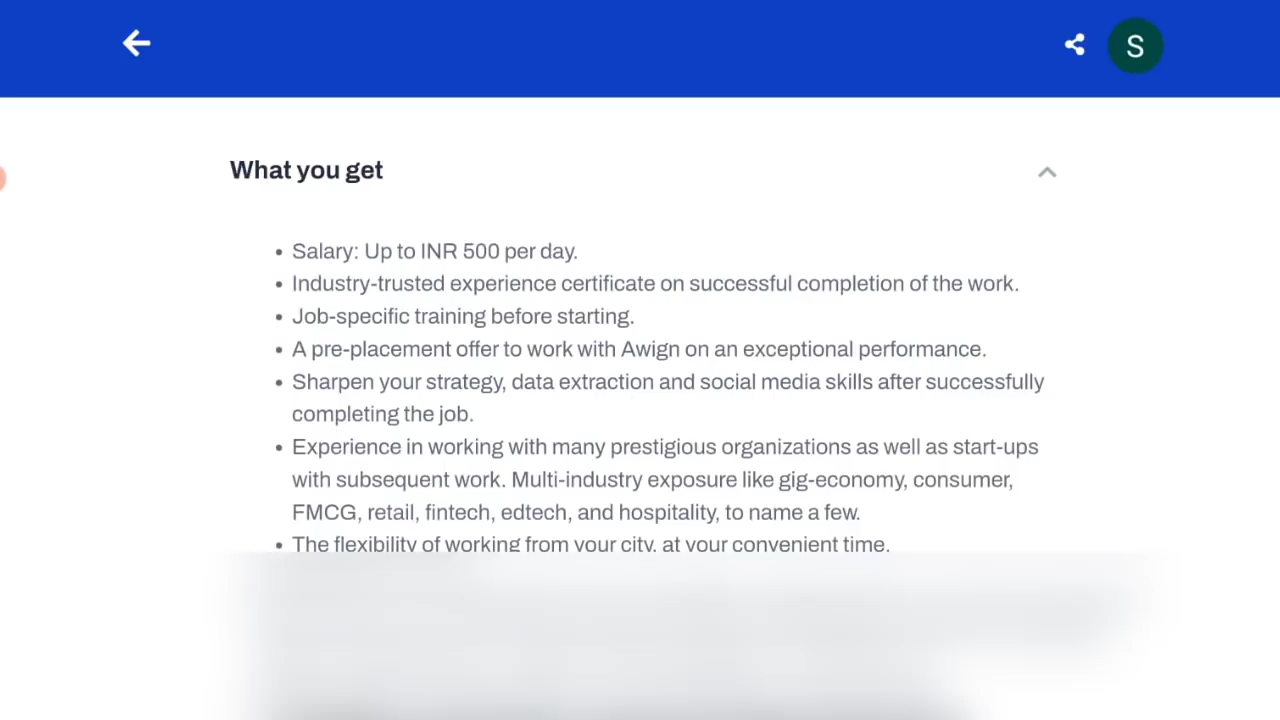 S
What you get
• Salary: Up to INR 500 per day.
• Industry-trusted experience certificate on successful completion of the work.
• Job-specific training before starting.
• A pre-placement offer to work with Awign on an exceptional performance.
• Sharpen your strategy, data extraction and social media skills after successfully
completing the job.
• Experience in working with many prestigious organizations as well as start-ups
with subsequent work. Multi-industry exposure like gig-economy, consumer,
FMCG, retail, fintech, edtech, and hospitality, to name a few.
• The flexibility of working from your city, at your convenient time.